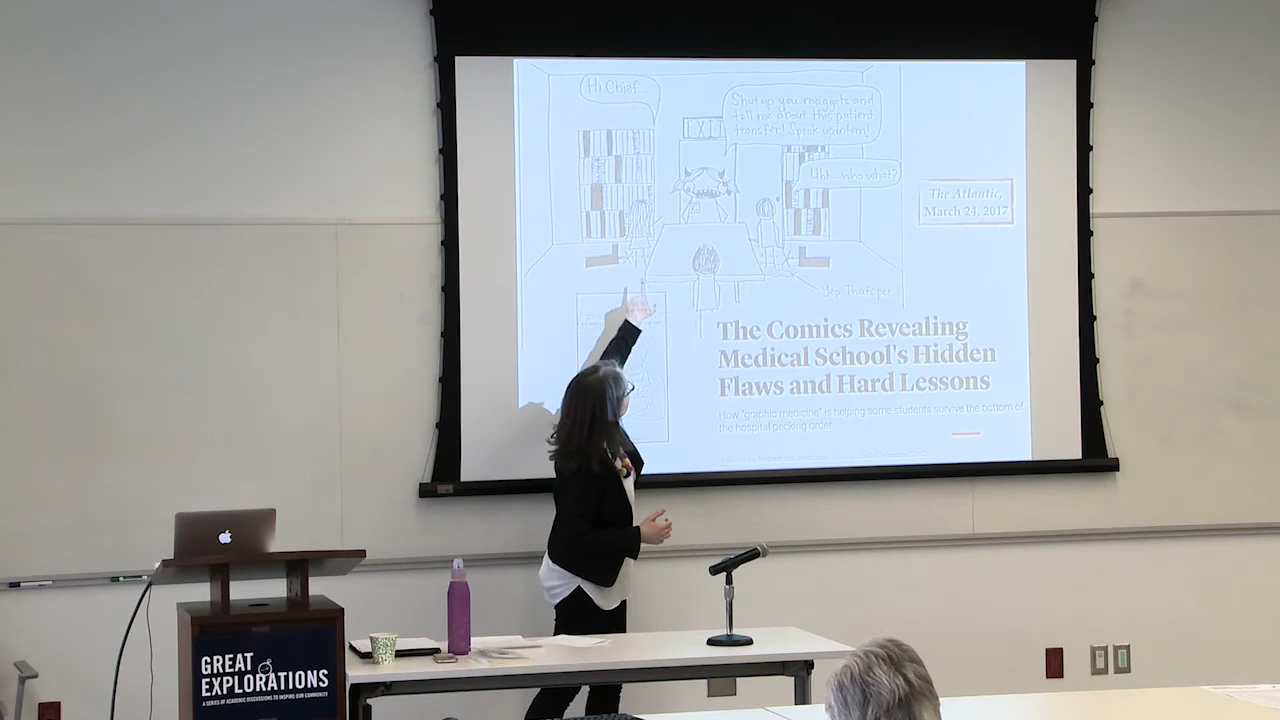 Hi Chief..
Shut up you maggots and
tell me about this patient
transfer! Speak up intern!
EXIT
Uhh..who what?
The Atlantic,
March 24, 2017
Yep. That's me.
The Comics Revealing
Medical School's Hidden
Flaws and Hard Lessons
How "graphic medicine" is helping some students survive the bottom of
the hospital pecking order
GREAT
EXPLORATIONS
A SERIES OF ACADEMIC DISCUSSIONS TO INSPIRE OUR COMMUNITY